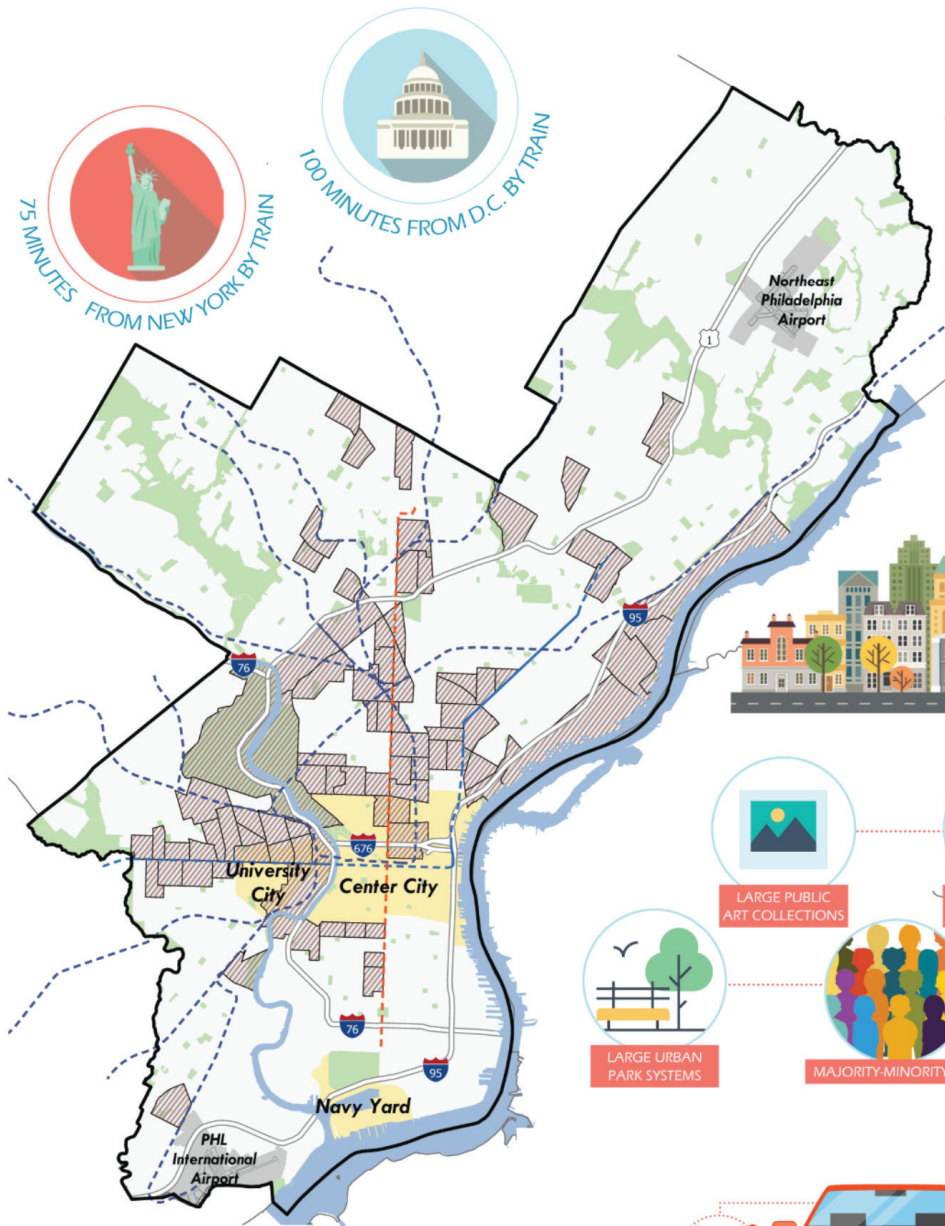 75 MINUTES FROM NEW YORK BY TRAIN
100 MINUTES FROM D.C. BY TRAIN
Northeast
Philadelphia
Airport
1
95
76
676
University
City
Center City
LARGE PUBLIC
ART COLLECTIONS
76
95
LARGE URBAN
PARK SYSTEMS
MAJORITY-MINORITY
Navy Yard
PHL
International
Airport